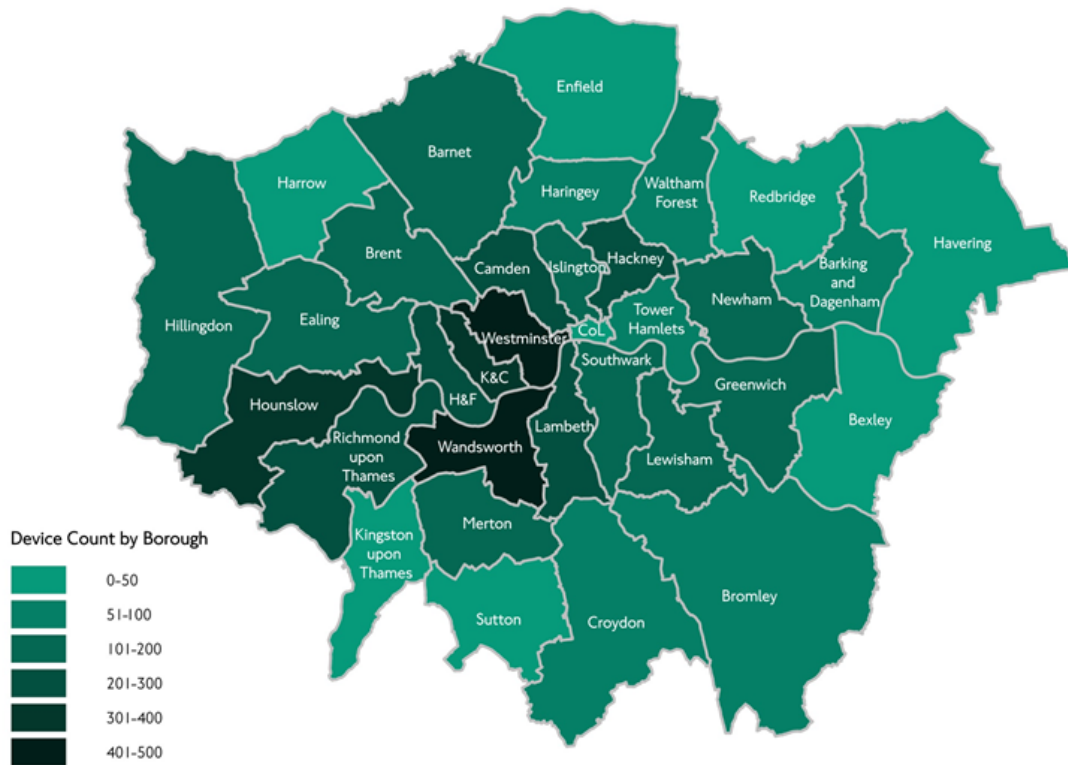 Enfield
Barnet
Harrow
Haringey
Waltham
Forest
Redbridge
Havering
Brent
Camden
Islington
Hackney
Barking
and
Dagenham
Hillingdon
Ealing
Newham
Tower
Hamlets
Westminster
CoL
Southwark
K&C
Greenwich
H&F
Hounslow
Bexley
Richmond
upon
Thames
Wandsworth
Lambeth
Lewisham
Merton
Kingston
upon
Thames
Bromley
Sutton
Croydon
Device Count by Borough
0-50
51-100
101-200
201-300
301-400
401-500